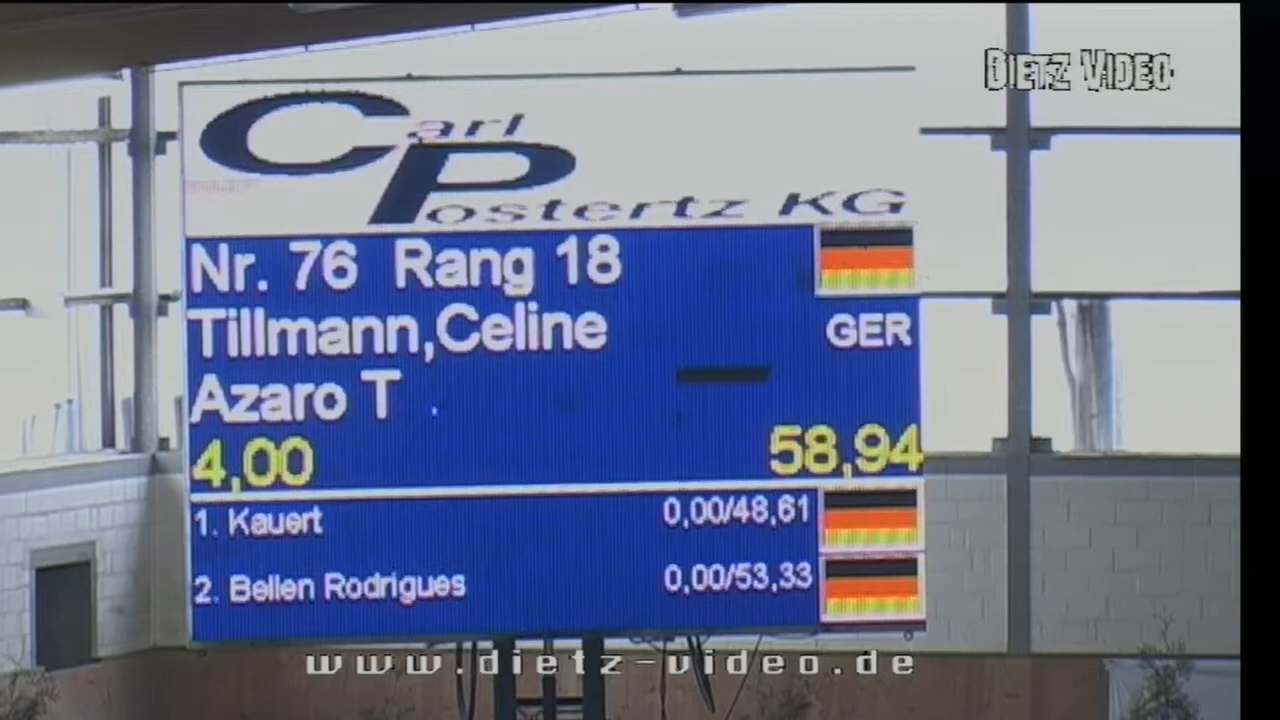 DIETZ VIDEO
Carl
Postertz KG
Nr. 76 Rang 18
Tillmann,Celine GER
Azaro T
4,00 58,94
1. Kauert 0,00/48,61
2. Bellen Rodrigues 0,00/53,33
www.dietz-video.de